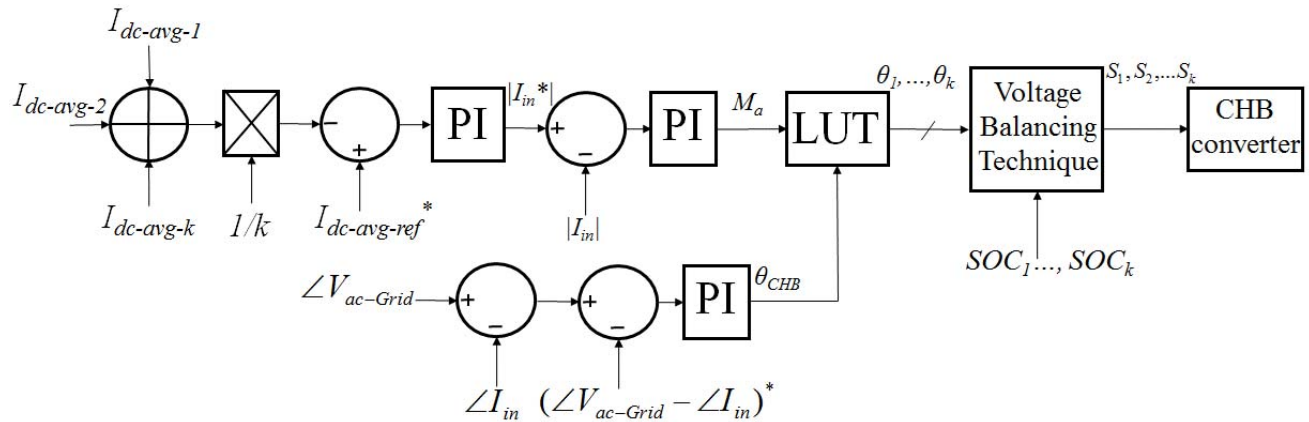 I_{dc-avg-1}
I_{dc-avg-2}
I_{dc-avg-k}
1/k
-
+
I_{dc-avg-ref}^*
PI
|I_{in}^*|
+
-
|I_{in}|
PI
M_a
LUT
θ_1,...,θ_k
Voltage
Balancing
Technique
SOC_1..., SOC_k
S_1, S_2,...S_k
CHB
converter
∠V_{ac-Grid}
+
-
∠I_{in}
+
-
(∠V_{ac-Grid} - ∠I_{in})^*
PI
θ_{CHB}